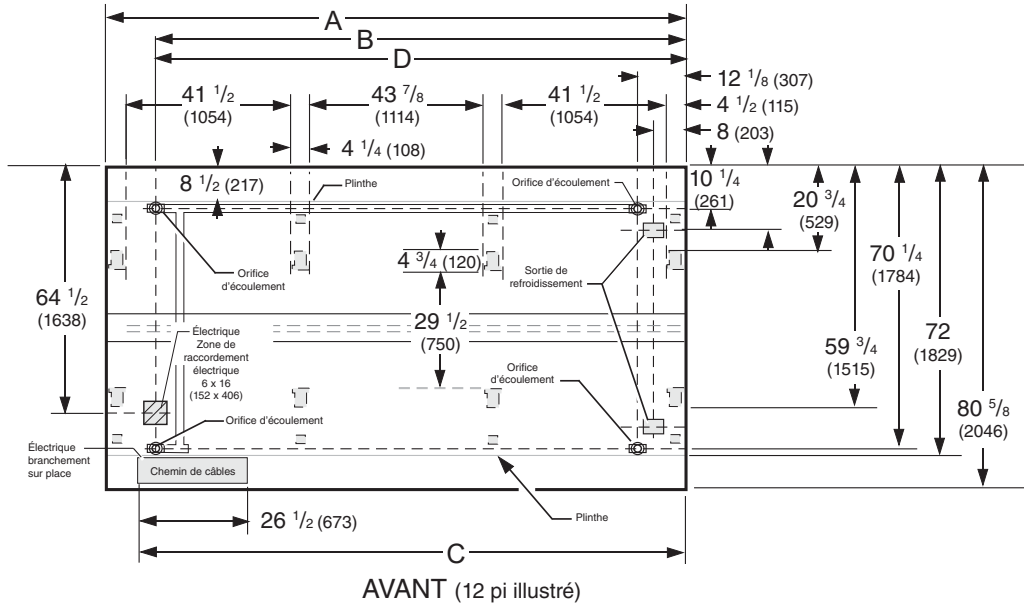 A
B
D
12 1/8 (307)
41 1/2
(1054)
43 7/8
(1114)
41 1/2
(1054)
4 1/2 (115)
8 (203)
4 1/4 (108)
8 1/2 (217)
Plinthe
Orifice d'écoulement
10 1/4
(261)
20 3/4
(529)
4 3/4 (120)
Orifice
d'écoulement
Sortie de
refroidissement
70 1/4
(1784)
64 1/2
(1638)
29 1/2
(750)
Électrique
Zone de
raccordement
électrique
6 x 16
(152 x 406)
72
(1829)
59 3/4
(1515)
Orifice
d'écoulement
80 5/8
(2046)
Orifice d'écoulement
Électrique
branchement
sur place
Chemin de câbles
26 1/2 (673)
Plinthe
C
AVANT (12 pi illustré)